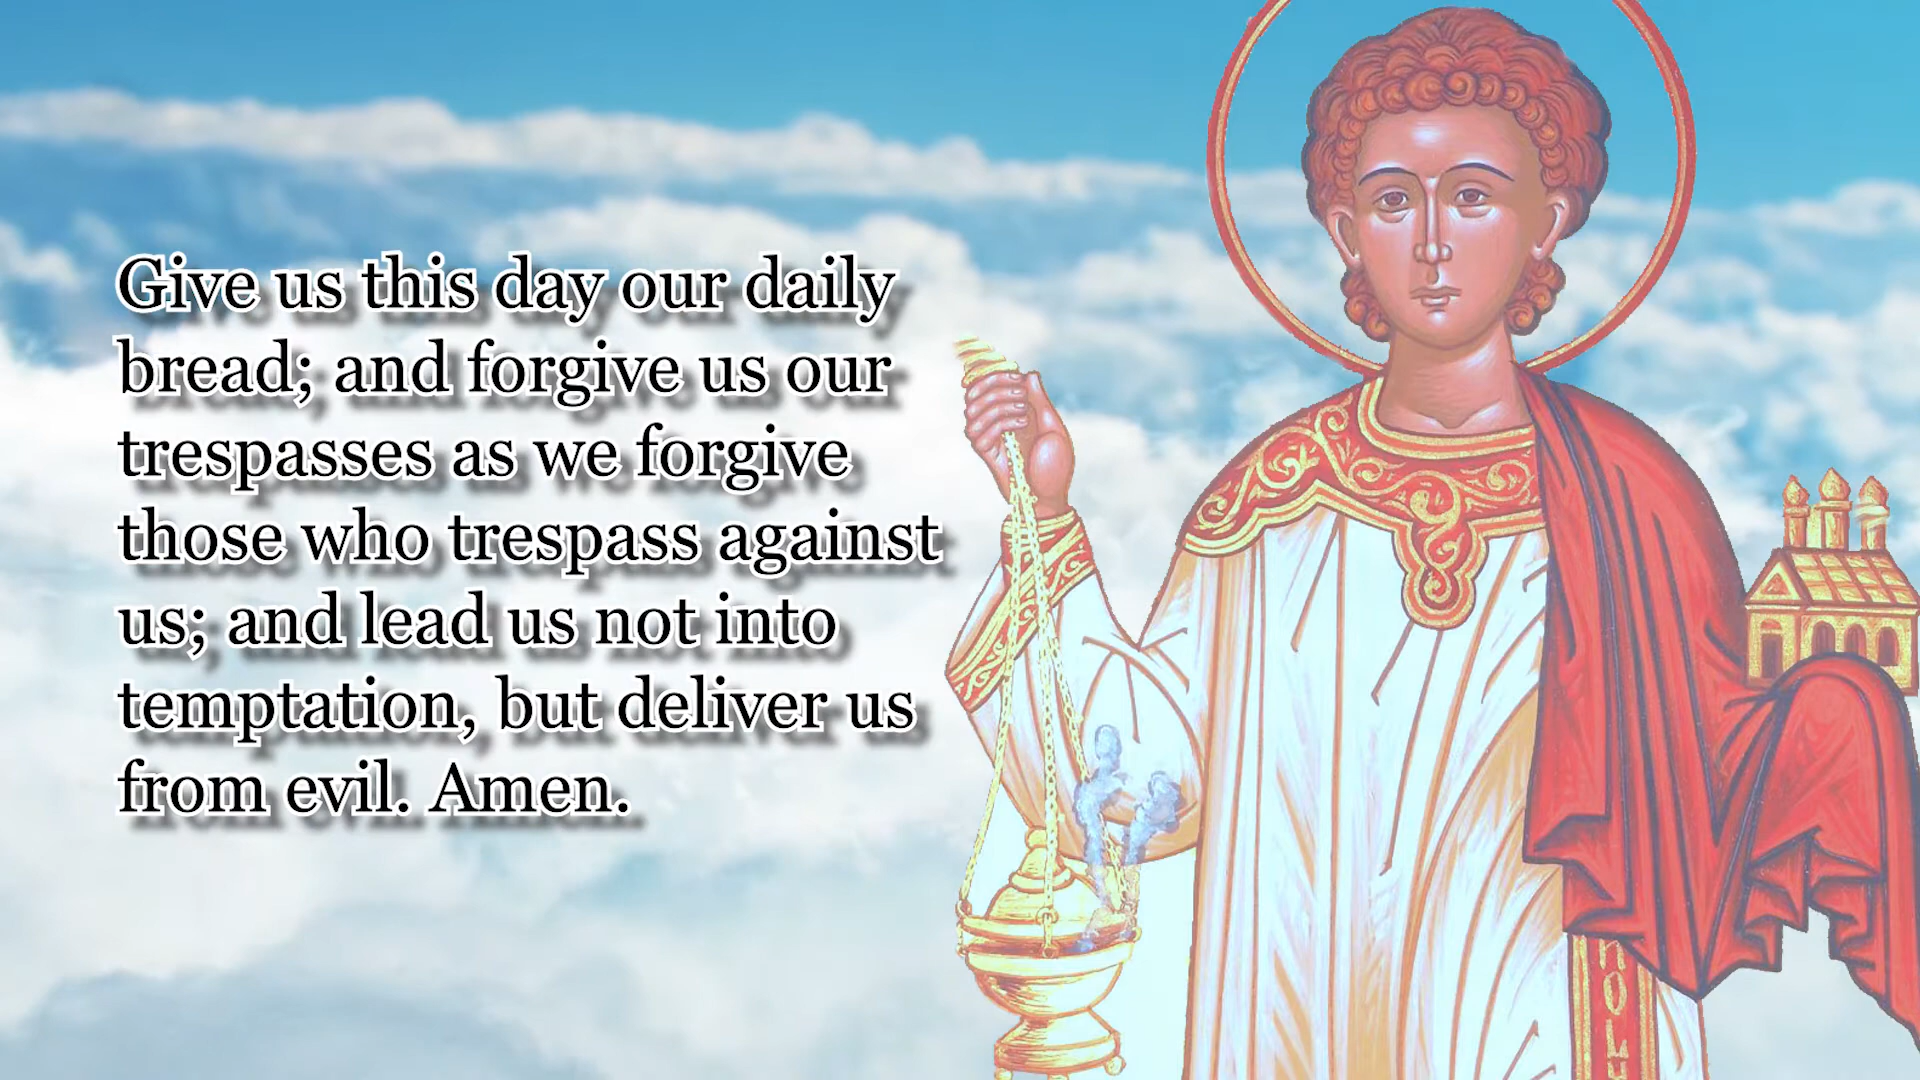 Give us this day our daily
bread; and forgive us our
trespasses as we forgive
those who trespass against
us; and lead us not into
temptation, but deliver us
from evil. Amen.
HOLY